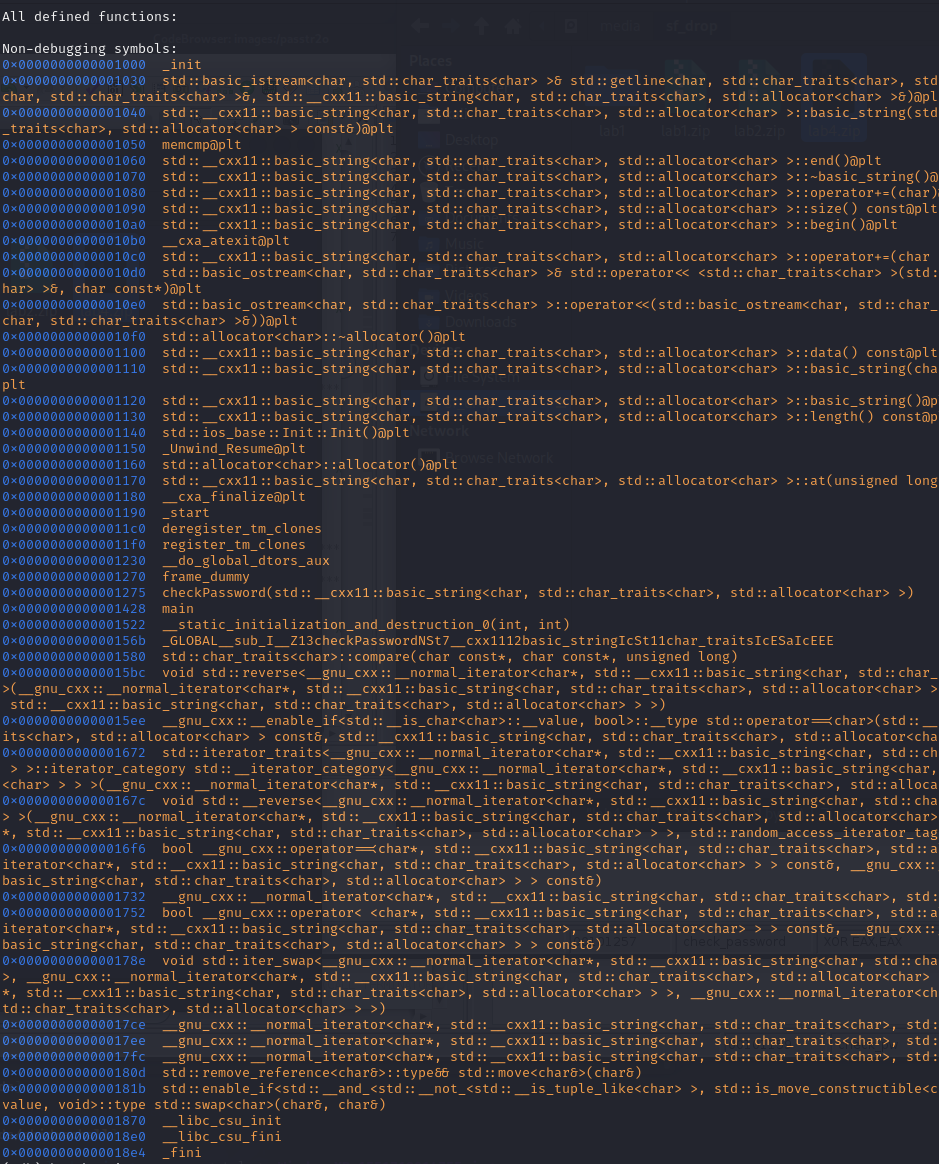 All defined functions:
Non-debugging symbols:
0x0000000000001000  _init
0x0000000000001030  std::basic_istream<char, std::char_traits<char> >& std::getline<char, std::char_traits<char>, std
char, std::char_traits<char> >&, std::__cxx11::basic_string<char, std::char_traits<char>, std::allocator<char> >&)@pl
0x0000000000001040  std::__cxx11::basic_string<char, std::char_traits<char>, std::allocator<char> >::basic_string(std
_traits<char>, std::allocator<char> > const&)@plt
0x0000000000001050  memcmp@plt
0x0000000000001060  std::__cxx11::basic_string<char, std::char_traits<char>, std::allocator<char> >::end()@plt
0x0000000000001070  std::__cxx11::basic_string<char, std::char_traits<char>, std::allocator<char> >::~basic_string()@
0x0000000000001080  std::__cxx11::basic_string<char, std::char_traits<char>, std::allocator<char> >::operator+=(char)
0x0000000000001090  std::__cxx11::basic_string<char, std::char_traits<char>, std::allocator<char> >::size() const@plt
0x00000000000010a0  std::__cxx11::basic_string<char, std::char_traits<char>, std::allocator<char> >::begin()@plt
0x00000000000010b0  __cxa_atexit@plt
0x00000000000010c0  std::__cxx11::basic_string<char, std::char_traits<char>, std::allocator<char> >::operator+=(char
0x00000000000010d0  std::basic_ostream<char, std::char_traits<char> >& std::operator<< <std::char_traits<char> >(std:
har> >&, char const*)@plt
0x00000000000010e0  std::basic_ostream<char, std::char_traits<char> >::operator<<(std::basic_ostream<char, std::char_
char, std::char_traits<char> >&))@plt
0x00000000000010f0  std::allocator<char>::~allocator()@plt
0x0000000000001100  std::__cxx11::basic_string<char, std::char_traits<char>, std::allocator<char> >::data() const@plt
0x0000000000001110  std::__cxx11::basic_string<char, std::char_traits<char>, std::allocator<char> >::basic_string(cha
plt
0x0000000000001120  std::__cxx11::basic_string<char, std::char_traits<char>, std::allocator<char> >::basic_string()@p
0x0000000000001130  std::__cxx11::basic_string<char, std::char_traits<char>, std::allocator<char> >::length() const@p
0x0000000000001140  std::ios_base::Init::Init()@plt
0x0000000000001150  _Unwind_Resume@plt
0x0000000000001160  std::allocator<char>::allocator()@plt
0x0000000000001170  std::__cxx11::basic_string<char, std::char_traits<char>, std::allocator<char> >::at(unsigned long
0x0000000000001180  __cxa_finalize@plt
0x0000000000001190  _start
0x00000000000011c0  deregister_tm_clones
0x00000000000011f0  register_tm_clones
0x0000000000001230  __do_global_dtors_aux
0x0000000000001270  frame_dummy
0x0000000000001275  checkPassword(std::__cxx11::basic_string<char, std::char_traits<char>, std::allocator<char> >)
0x0000000000001428  main
0x0000000000001522  __static_initialization_and_destruction_0(int, int)
0x000000000000156b  _GLOBAL__sub_I__Z13checkPasswordNSt7__cxx1112basic_stringIcSt11char_traitsIcESaIcEEE
0x0000000000001580  std::char_traits<char>::compare(char const*, char const*, unsigned long)
0x00000000000015bc  void std::reverse<__gnu_cxx::__normal_iterator<char*, std::__cxx11::basic_string<char, std::char_
>(__gnu_cxx::__normal_iterator<char*, std::__cxx11::basic_string<char, std::char_traits<char>, std::allocator<char> >
 std::__cxx11::basic_string<char, std::char_traits<char>, std::allocator<char> > >)
0x00000000000015ee  __gnu_cxx::__enable_if<std::__is_char<char>::__value, bool>::__type std::operator==<char>(std::_
its<char>, std::allocator<char> > const&, std::__cxx11::basic_string<char, std::char_traits<char>, std::allocator<cha
0x0000000000001672  std::iterator_traits<__gnu_cxx::__normal_iterator<char*, std::__cxx11::basic_string<char, std::ch
 > >::iterator_category std::__iterator_category<__gnu_cxx::__normal_iterator<char*, std::__cxx11::basic_string<char,
<char> > > >(__gnu_cxx::__normal_iterator<char*, std::__cxx11::basic_string<char, std::char_traits<char>, std::alloca
0x000000000000167c  void std::__reverse<__gnu_cxx::__normal_iterator<char*, std::__cxx11::basic_string<char, std::cha
> >(__gnu_cxx::__normal_iterator<char*, std::__cxx11::basic_string<char, std::char_traits<char>, std::allocator<char>
*, std::__cxx11::basic_string<char, std::char_traits<char>, std::allocator<char> > >, std::random_access_iterator_tag
0x00000000000016f6  bool __gnu_cxx::operator==<char*, std::__cxx11::basic_string<char, std::char_traits<char>, std::a
iterator<char*, std::__cxx11::basic_string<char, std::char_traits<char>, std::allocator<char> > > const&, __gnu_cxx::
basic_string<char, std::char_traits<char>, std::allocator<char> > > const&)
0x0000000000001732  __gnu_cxx::__normal_iterator<char*, std::__cxx11::basic_string<char, std::char_traits<char>, std:
0x0000000000001752  bool __gnu_cxx::operator< <char*, std::__cxx11::basic_string<char, std::char_traits<char>, std::a
iterator<char*, std::__cxx11::basic_string<char, std::char_traits<char>, std::allocator<char> > > const&, __gnu_cxx::
basic_string<char, std::char_traits<char>, std::allocator<char> > > const&)
0x000000000000178e  void std::iter_swap<__gnu_cxx::__normal_iterator<char*, std::__cxx11::basic_string<char, std::cha
>, __gnu_cxx::__normal_iterator<char*, std::__cxx11::basic_string<char, std::char_traits<char>, std::allocator<char>
*, std::__cxx11::basic_string<char, std::char_traits<char>, std::allocator<char> > >, __gnu_cxx::__normal_iterator<ch
td::char_traits<char>, std::allocator<char> > >)
0x00000000000017ce  __gnu_cxx::__normal_iterator<char*, std::__cxx11::basic_string<char, std::char_traits<char>, std:
0x00000000000017ee  __gnu_cxx::__normal_iterator<char*, std::__cxx11::basic_string<char, std::char_traits<char>, std:
0x00000000000017fc  __gnu_cxx::__normal_iterator<char*, std::__cxx11::basic_string<char, std::char_traits<char>, std:
0x000000000000180d  std::remove_reference<char&>::type&& std::move<char&>(char&)
0x000000000000181b  std::enable_if<std::__and_<std::__not_<std::__is_tuple_like<char> >, std::is_move_constructible<c
value, void>::type std::swap<char>(char&, char&)
0x0000000000001870  __libc_csu_init
0x00000000000018e0  __libc_csu_fini
0x00000000000018e4  _fini
media
sf_drop
Places
Desktop
Music
Downloads
Network
Browse Network
check_password
XOR EAX,EAX